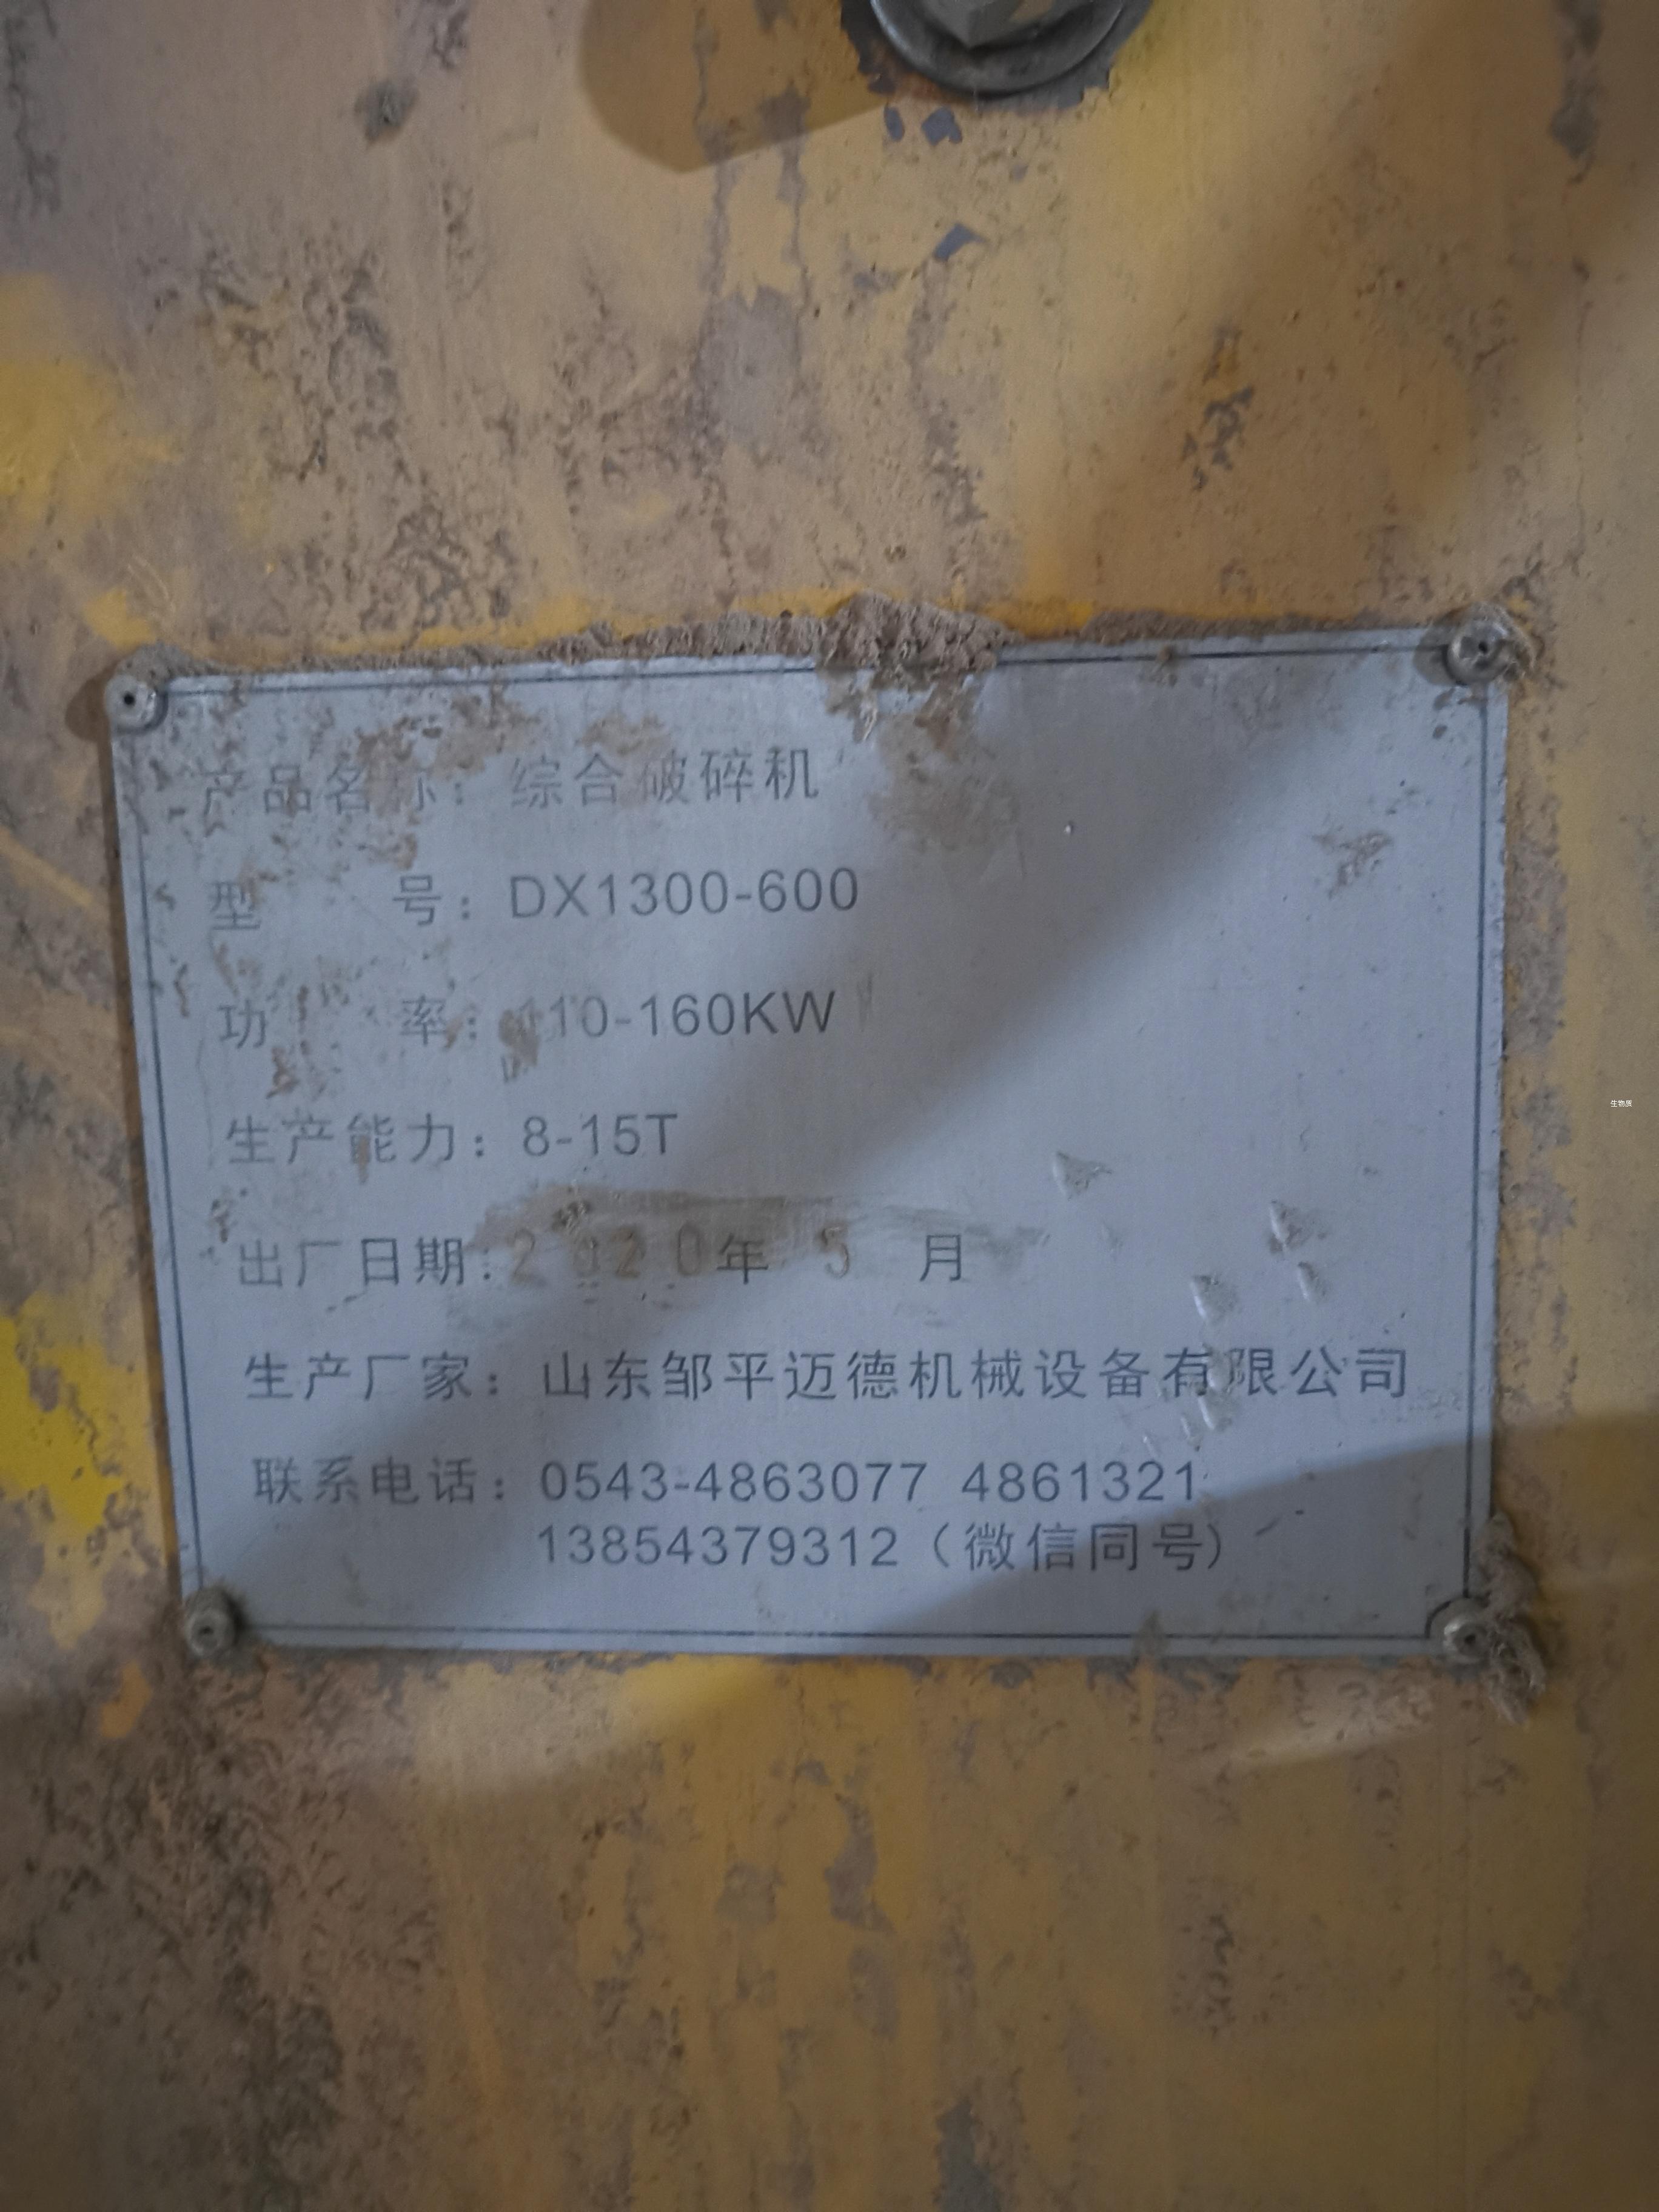 产品名称：综合破碎机
型 号：DX1300-600
功 率：110-160KW
生产能力：8-15T
出厂日期：2020年 5 月
生产厂家：山东邹平迈德机械设备有限公司
联系电话：0543-4863077 4861321
13854379312（微信同号）
生物质